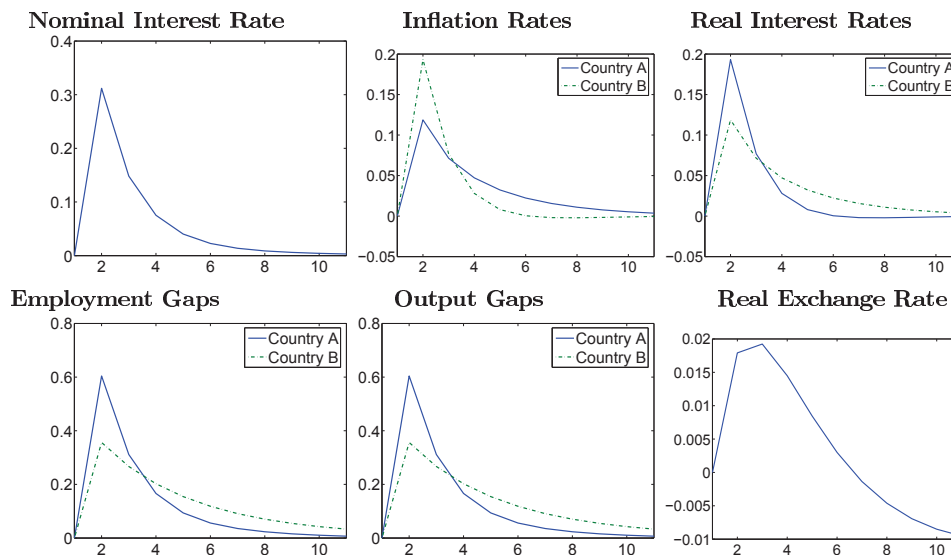 Nominal Interest Rate
0.4
0.3
0.2
0.1
0
2 4 6 8 10
Inflation Rates
0.2
0.15
0.1
0.05
0
−0.05
2 4 6 8 10
Country A
Country B
Real Interest Rates
0.2
0.15
0.1
0.05
0
−0.05
2 4 6 8 10
Country A
Country B
Employment Gaps
0.8
0.6
0.4
0.2
0
2 4 6 8 10
Country A
Country B
Output Gaps
0.8
0.6
0.4
0.2
0
2 4 6 8 10
Country A
Country B
Real Exchange Rate
0.02
0.015
0.01
0.005
0
−0.005
−0.01
2 4 6 8 10